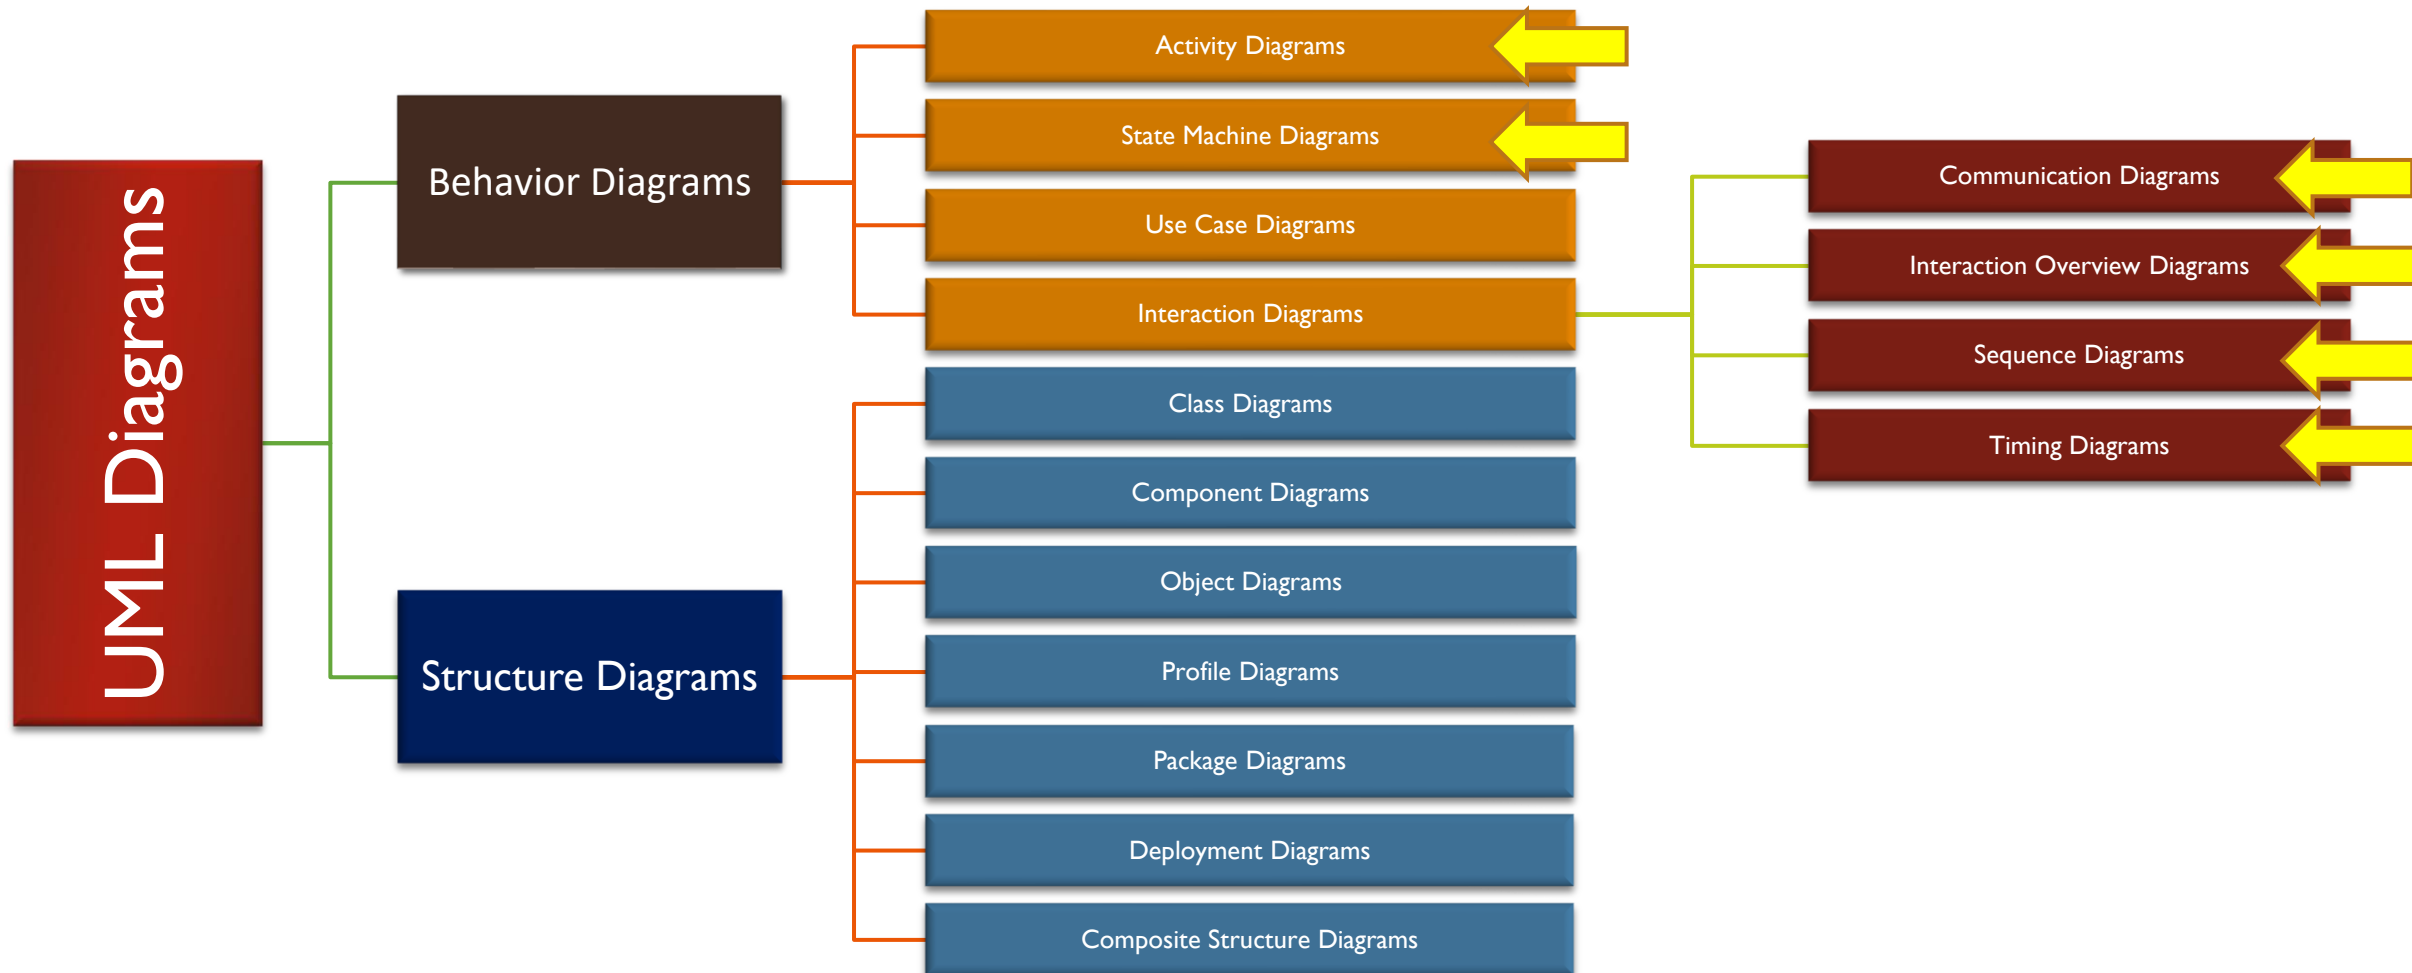 UML Diagrams
Behavior Diagrams
Activity Diagrams
State Machine Diagrams
Use Case Diagrams
Interaction Diagrams
Communication Diagrams
Interaction Overview Diagrams
Sequence Diagrams
Timing Diagrams
Structure Diagrams
Class Diagrams
Component Diagrams
Object Diagrams
Profile Diagrams
Package Diagrams
Deployment Diagrams
Composite Structure Diagrams